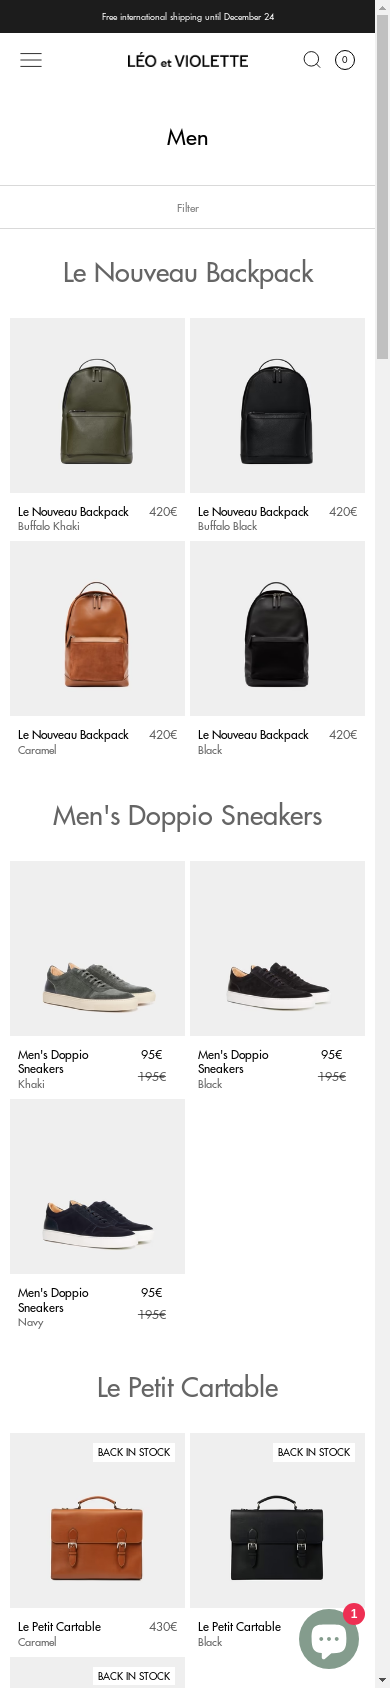 Free international shipping until December 24
LÉO et VIOLETTE
0
Men
Filter
Le Nouveau Backpack
Le Nouveau Backpack 420€
Buffalo Khaki
Le Nouveau Backpack 420€
Buffalo Black
Le Nouveau Backpack 420€
Caramel
Le Nouveau Backpack 420€
Black
Men's Doppio Sneakers
Men's Doppio 95€
Sneakers 195€
Khaki
Men's Doppio 95€
Sneakers 195€
Black
Men's Doppio 95€
Sneakers 195€
Navy
Le Petit Cartable
BACK IN STOCK
BACK IN STOCK
Le Petit Cartable 430€
Caramel
Le Petit Cartable
Black
1
BACK IN STOCK